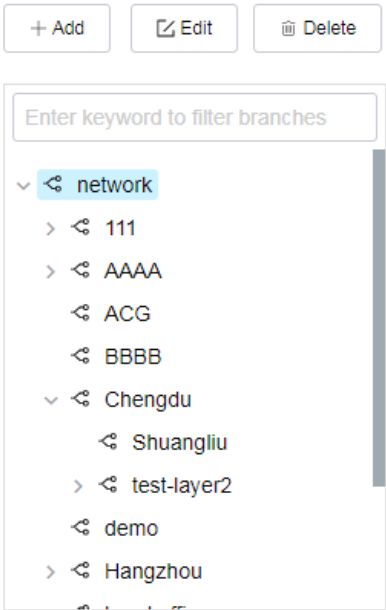 Add Edit Delete
Enter keyword to filter branches
network
111
AAAA
ACG
BBBB
Chengdu
Shuangliu
test-layer2
demo
Hangzhou